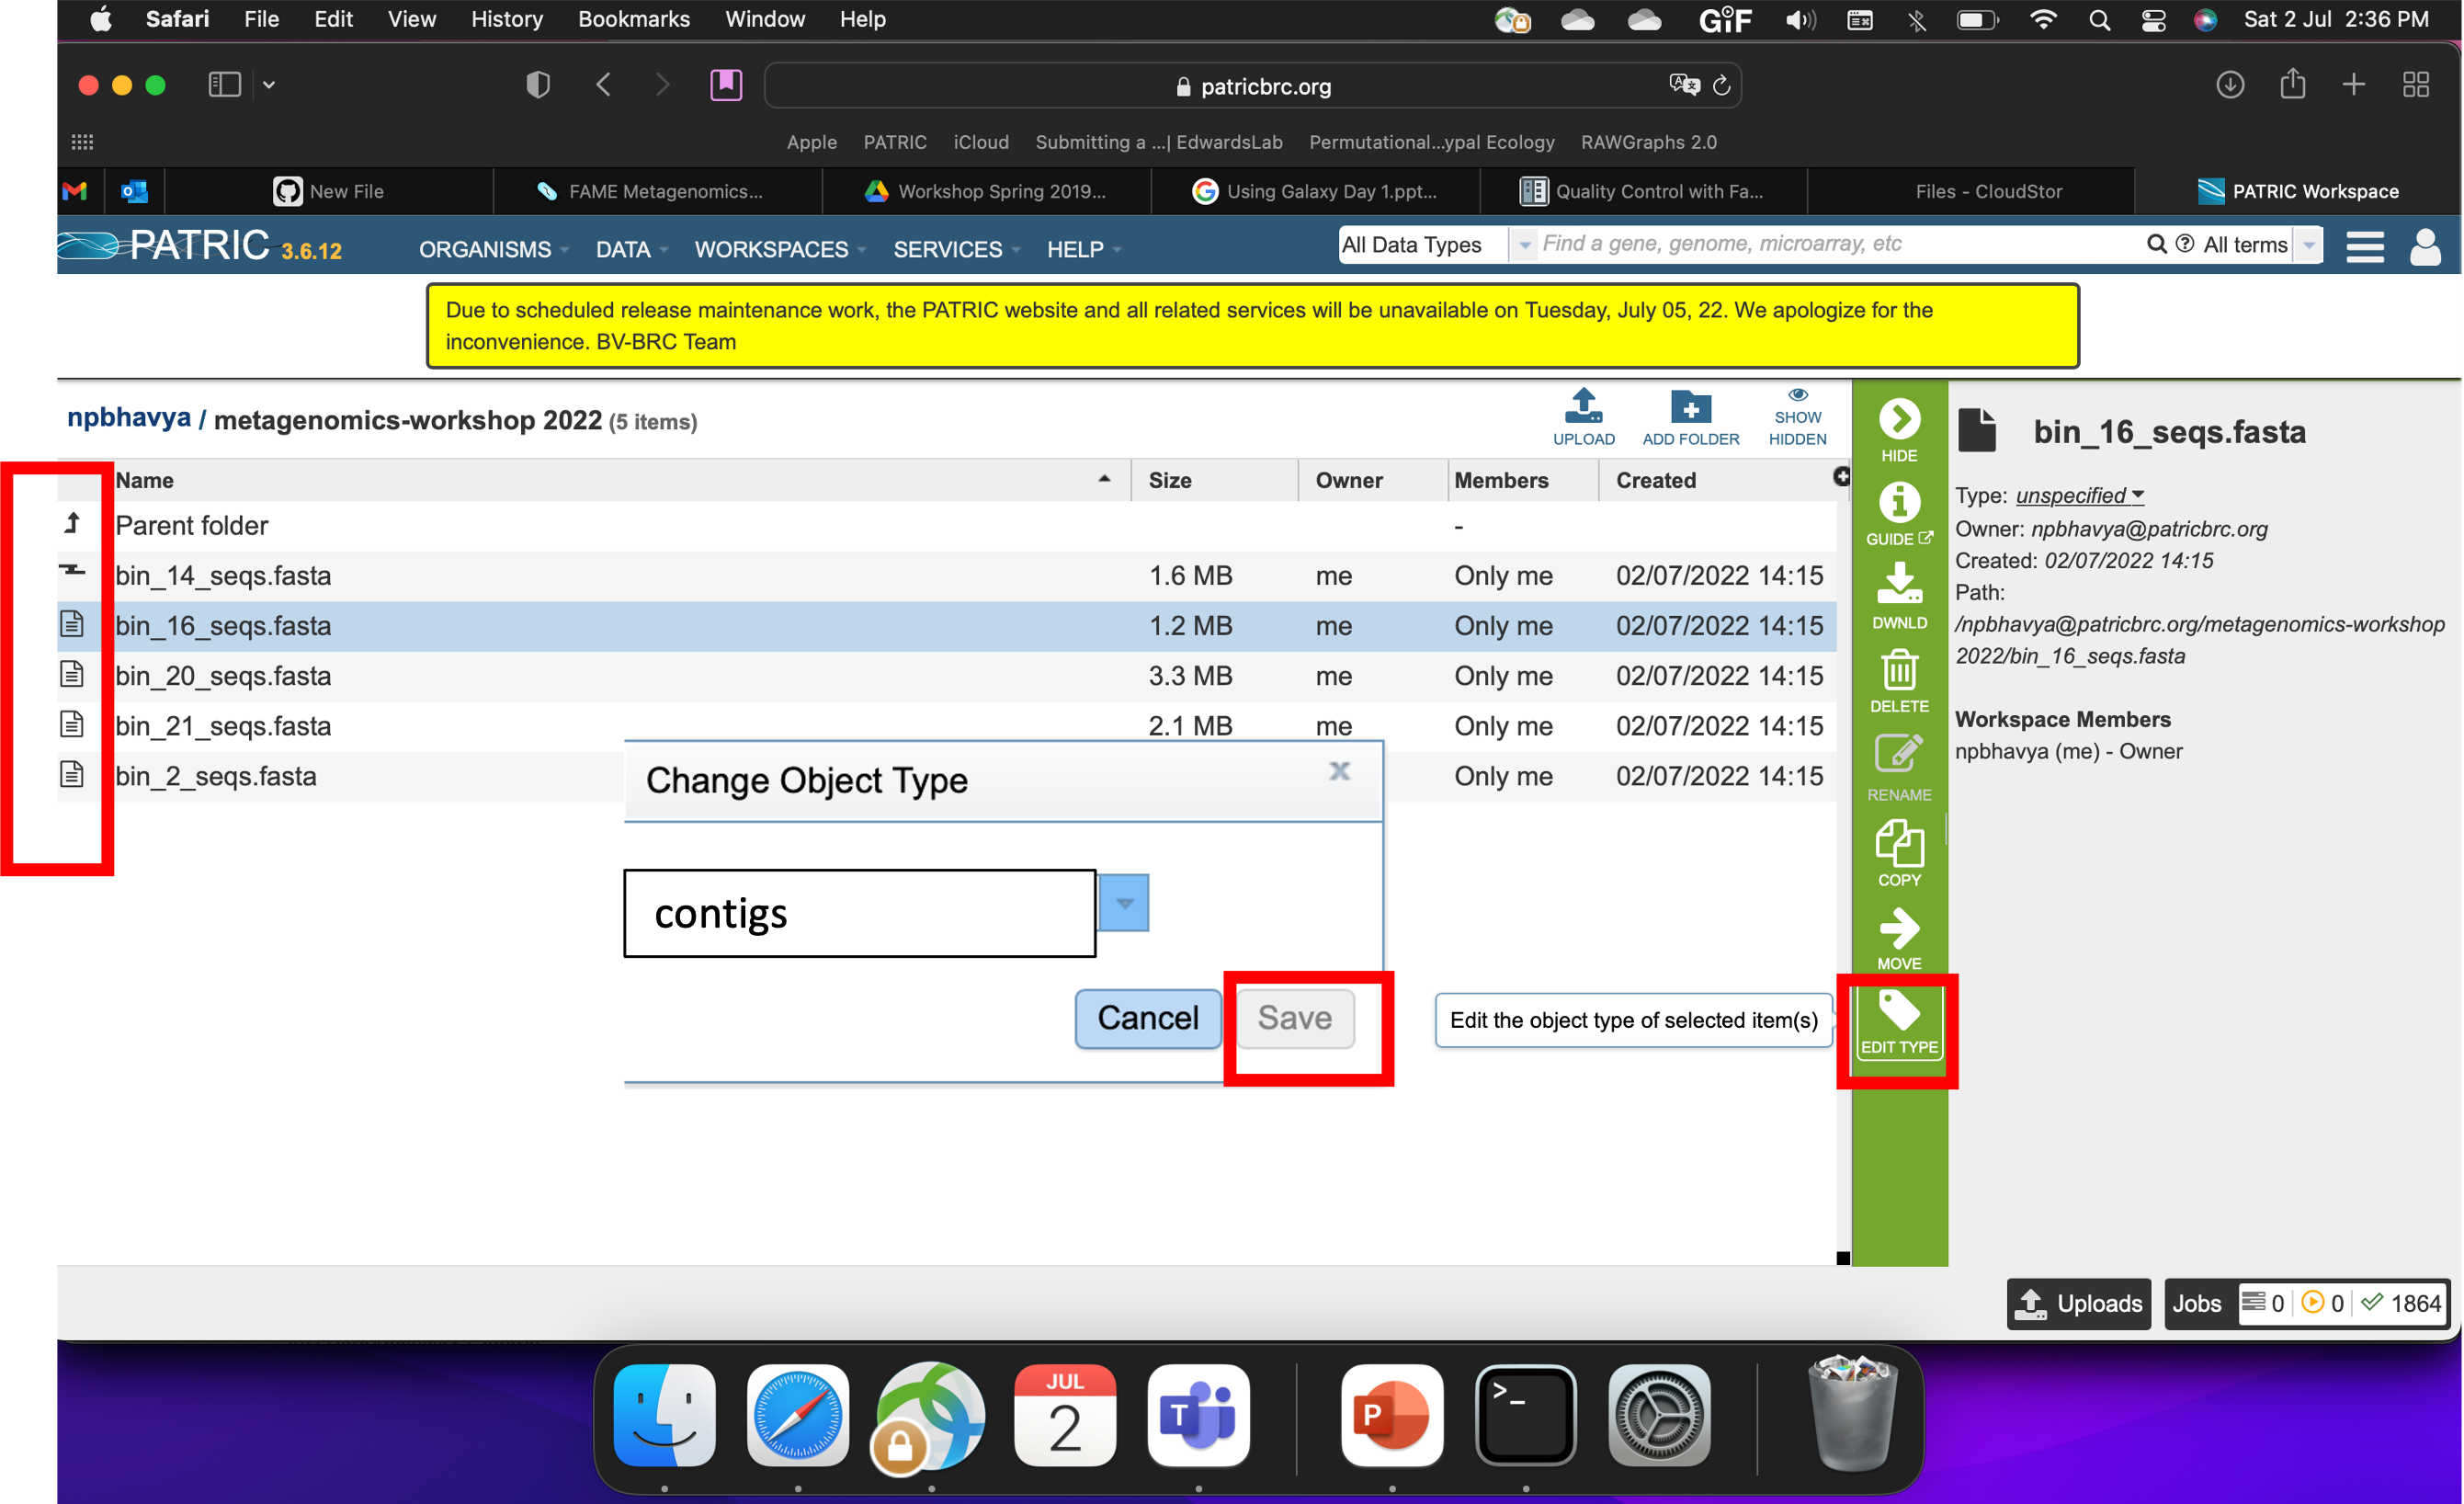 Safari File Edit View History Bookmarks Window Help GIF Sat 2 Jul 2:36 PM
patricbrc.org
Apple PATRIC iCloud Submitting a ...| EdwardsLab Permutational...ypal Ecology RAWGraphs 2.0
New File FAME Metagenomics... Workshop Spring 2019... Using Galaxy Day 1.ppt... Quality Control with Fa... Files - CloudStor PATRIC Workspace
PATRIC 3.6.12 ORGANISMS DATA WORKSPACES SERVICES HELP All Data Types Find a gene, genome, microarray, etc All terms
Due to scheduled release maintenance work, the PATRIC website and all related services will be unavailable on Tuesday, July 05, 22. We apologize for the
inconvenience. BV-BRC Team
npbhavya / metagenomics-workshop 2022 (5 items)
UPLOAD ADD FOLDER SHOW HIDDEN
Name Size Owner Members Created
Parent folder -
bin_14_seqs.fasta 1.6 MB me Only me 02/07/2022 14:15
bin_16_seqs.fasta 1.2 MB me Only me 02/07/2022 14:15
bin_20_seqs.fasta 3.3 MB me Only me 02/07/2022 14:15
bin_21_seqs.fasta 2.1 MB me Only me 02/07/2022 14:15
bin_2_seqs.fasta Only me 02/07/2022 14:15
Change Object Type x
contigs
Cancel Save
Edit the object type of selected item(s)
HIDE
GUIDE
DWNLD
DELETE
RENAME
COPY
MOVE
EDIT TYPE
bin_16_seqs.fasta
Type: unspecified
Owner: npbhavya@patricbrc.org
Created: 02/07/2022 14:15
Path:
/npbhavya@patricbrc.org/metagenomics-workshop
2022/bin_16_seqs.fasta
Workspace Members
npbhavya (me) - Owner
Uploads Jobs 0 0 1864
JUL
2
T
P
>_